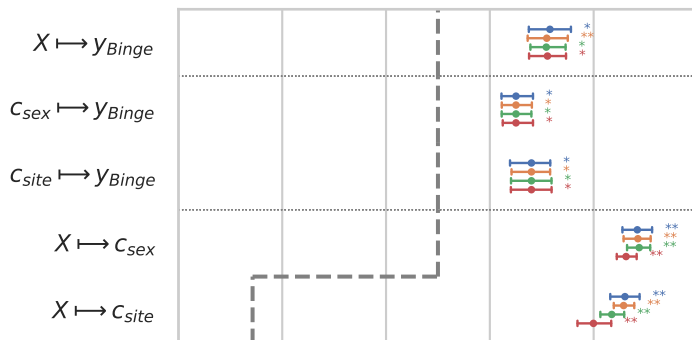 X ⟼ y_Binge * ** * *
c_sex ⟼ y_Binge * * * *
c_site ⟼ y_Binge * * * *
X ⟼ c_sex ** ** ** **
X ⟼ c_site ** ** ** **